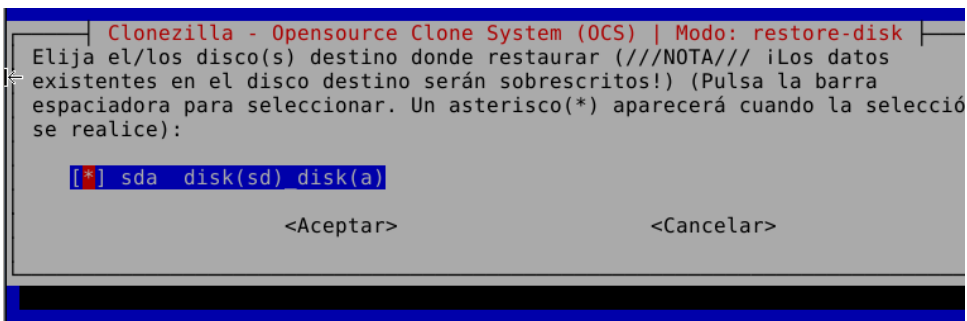 Clonezilla - Opensource Clone System (OCS) | Modo: restore-disk
Elija el/los disco(s) destino donde restaurar (///NOTA/// ¡Los datos
existentes en el disco destino serán sobrescritos!) (Pulsa la barra
espaciadora para seleccionar. Un asterisco(*) aparecerá cuando la selecció
se realice):
[*] sda disk(sd)_disk(a)
<Aceptar> <Cancelar>